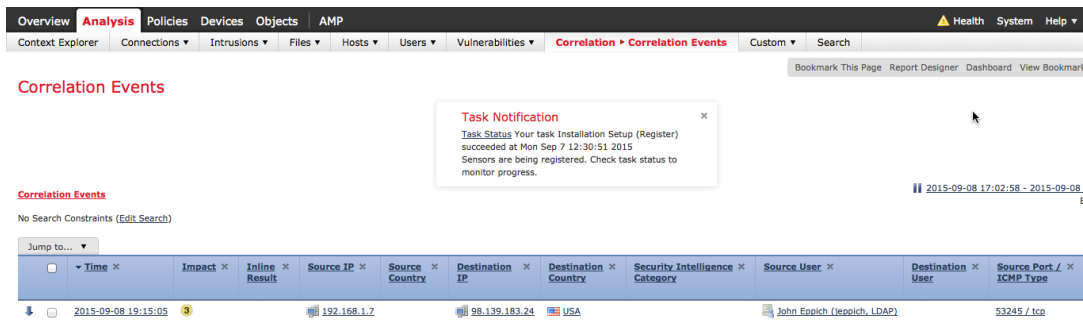 Overview Analysis Policies Devices Objects AMP Health System Help ▾
Context Explorer Connections ▾ Intrusions ▾ Files ▾ Hosts ▾ Users ▾ Vulnerabilities ▾ Correlation ▸ Correlation Events Custom ▾ Search
Bookmark This Page Report Designer Dashboard View Bookmark
Correlation Events
Task Notification ×
Task Status Your task Installation Setup (Register)
succeeded at Mon Sep 7 12:30:51 2015
Sensors are being registered. Check task status to
monitor progress.
Correlation Events
2015-09-08 17:02:58 - 2015-09-08
No Search Constraints (Edit Search)
Jump to... ▼
▾ Time × Impact × Inline Result × Source IP × Source Country × Destination IP × Destination Country × Security Intelligence Category × Source User × Destination User × Source Port / ICMP Type ×
2015-09-08 19:15:05 3 192.168.1.7 98.139.183.24 USA John Eppich (jeppich, LDAP) 53245 / tcp